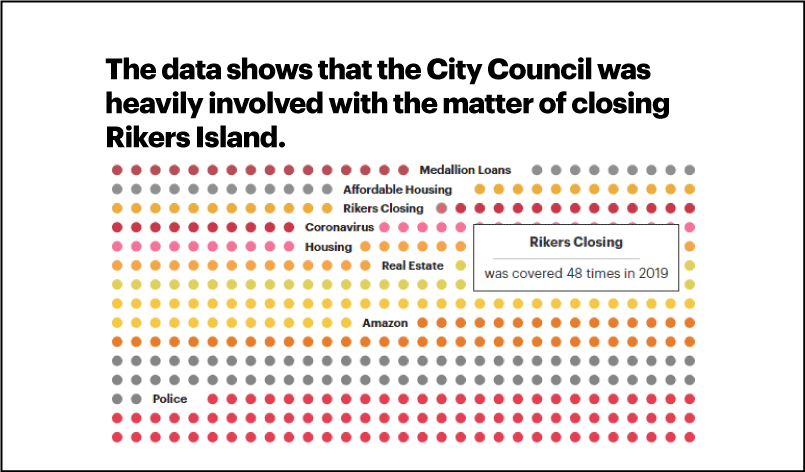 The data shows that the City Council was
heavily involved with the matter of closing
Rikers Island.
Medallion Loans
Affordable Housing
Rikers Closing
Coronavirus
Housing
Rikers Closing
was covered 48 times in 2019
Real Estate
Amazon
Police